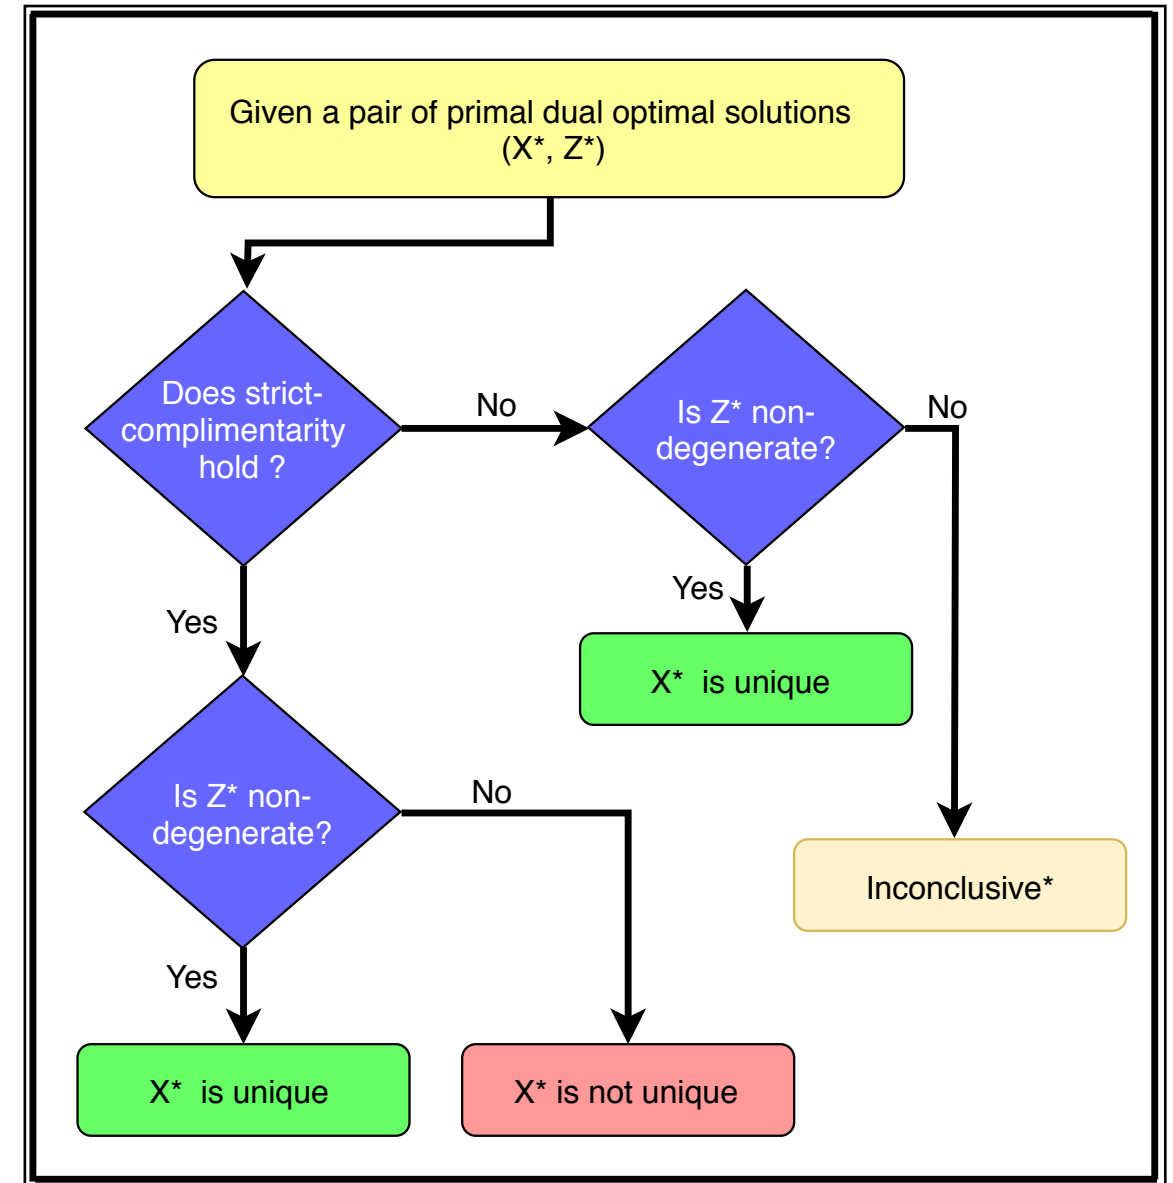 Given a pair of primal dual optimal solutions
(X*, Z*)
Does strict-
complimentarity
hold ?
No
Is Z* non-
degenerate?
No
Yes
X* is unique
Inconclusive*
Yes
Is Z* non-
degenerate?
No
Yes
X* is unique
X* is not unique